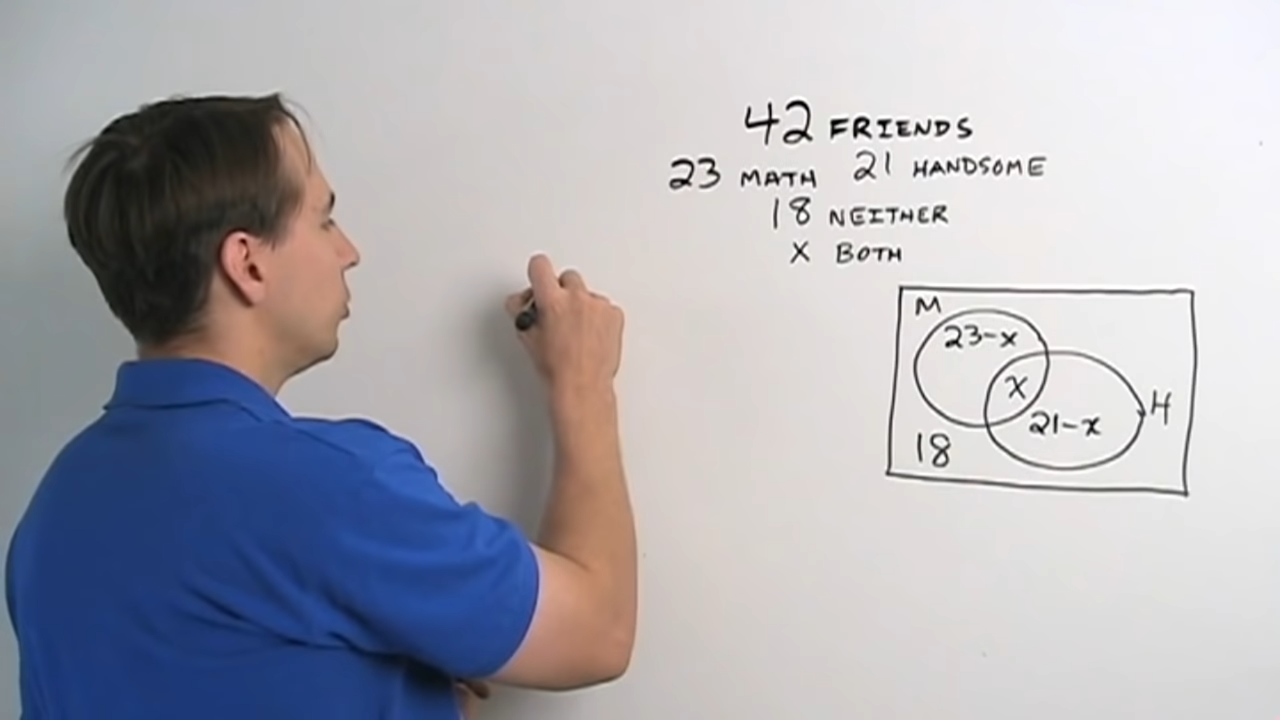 42 FRIENDS
23 MATH 21 HANDSOME
18 NEITHER
x BOTH
M
23-x
x
21-x
H
18